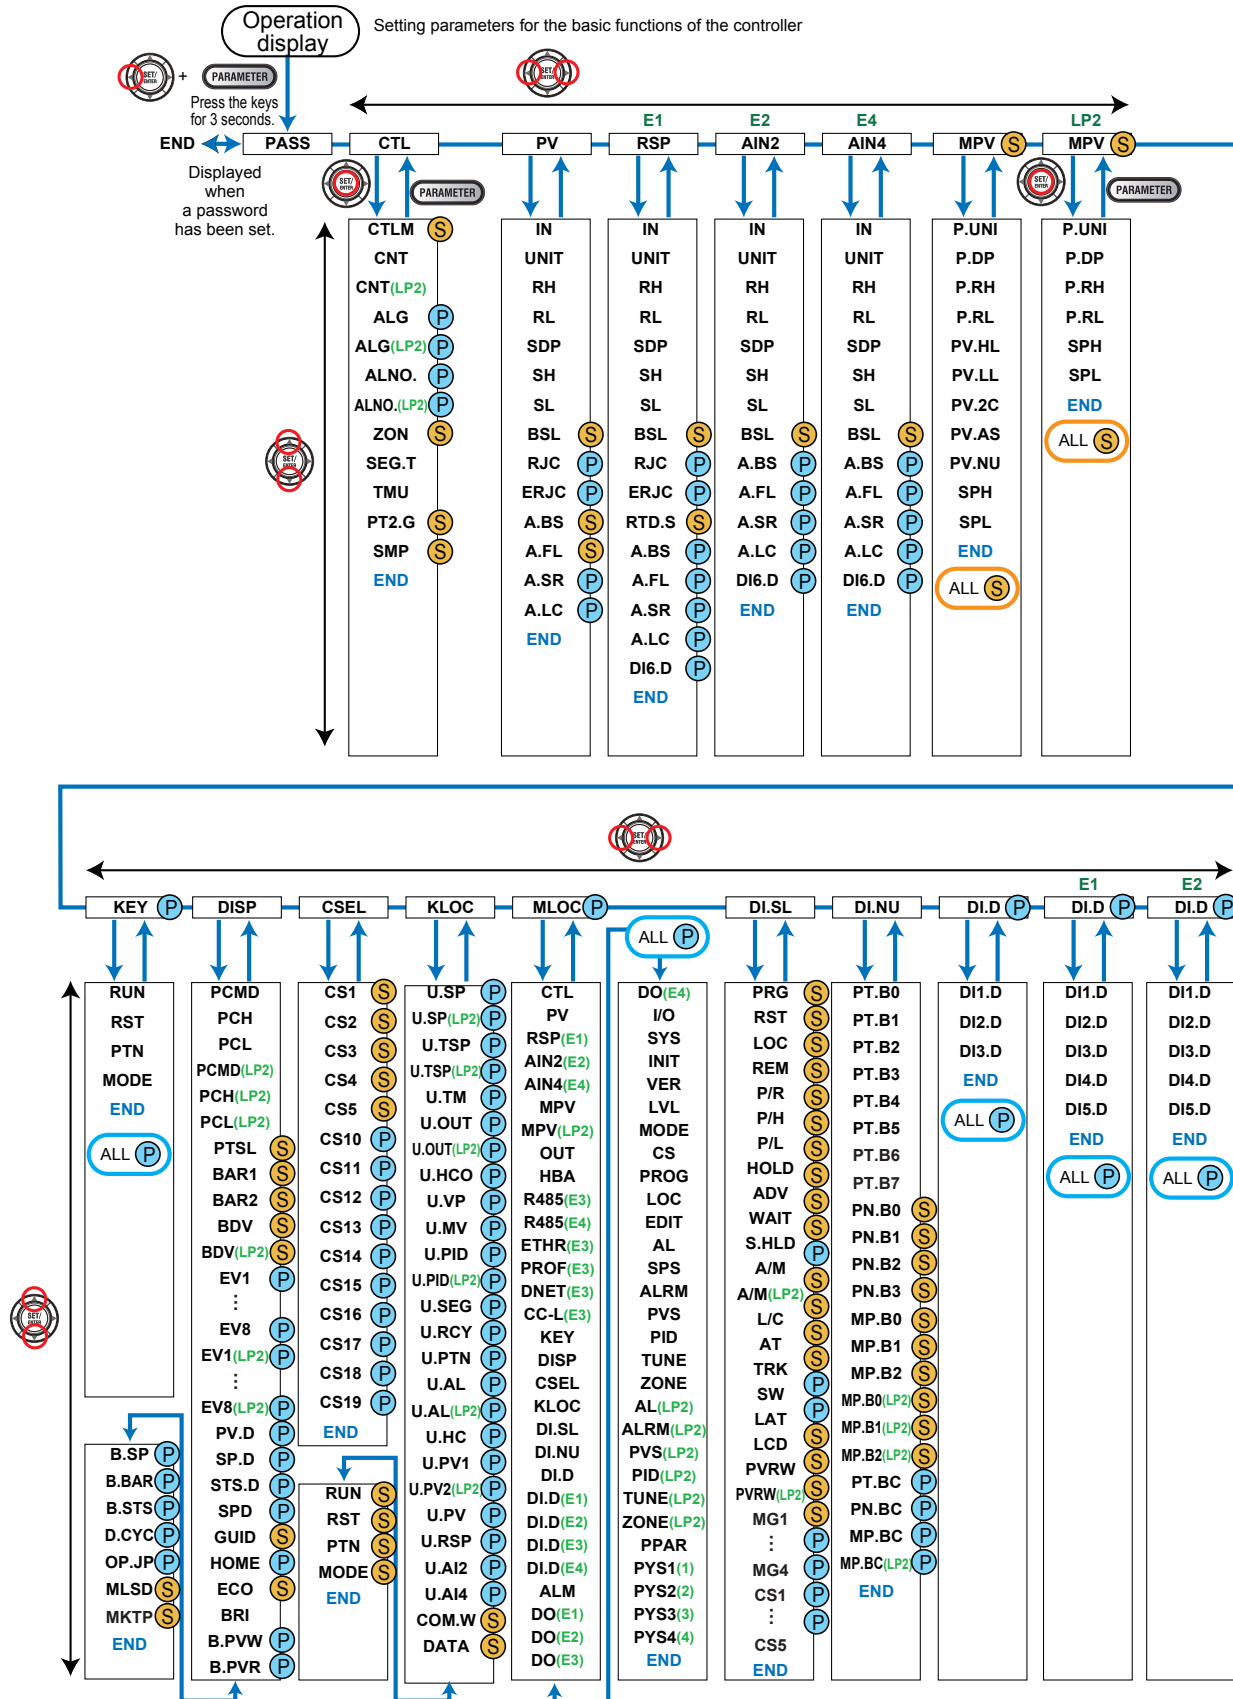 Operation
display
Setting parameters for the basic functions of the controller
SET/
ENTER
+
PARAMETER
SET/
ENTER
Press the keys
for 3 seconds.
E1
E2
E4
LP2
END
PASS
CTL
PV
RSP
AIN2
AIN4
MPV S
MPV S
Displayed
when
a password
has been set.
SET/
ENTER
PARAMETER
SET/
ENTER
PARAMETER
CTLM S
CNT
CNT(LP2)
ALG P
ALG(LP2) P
ALNO. P
ALNO.(LP2) P
ZON S
SEG.T
TMU
PT2.G S
SMP S
END
SET/
ENTER
IN
UNIT
RH
RL
SDP
SH
SL
BSL S
RJC P
ERJC P
A.BS S
A.FL S
A.SR P
A.LC P
END
IN
UNIT
RH
RL
SDP
SH
SL
BSL S
RJC P
ERJC P
RTD.S S
A.BS P
A.FL P
A.SR P
A.LC P
DI6.D P
END
IN
UNIT
RH
RL
SDP
SH
SL
BSL S
A.BS P
A.FL P
A.SR P
A.LC P
DI6.D P
END
IN
UNIT
RH
RL
SDP
SH
SL
BSL S
A.BS P
A.FL P
A.SR P
A.LC P
DI6.D P
END
P.UNI
P.DP
P.RH
P.RL
PV.HL
PV.LL
PV.2C
PV.AS
PV.NU
SPH
SPL
END
ALL S
P.UNI
P.DP
P.RH
P.RL
SPH
SPL
END
ALL S
SET/
ENTER
E1
E2
KEY P
DISP
CSEL
KLOC
MLOC P
DI.SL
DI.NU
DI.D P
DI.D P
DI.D P
SET/
ENTER
RUN
RST
PTN
MODE
END
ALL P
B.SP P
B.BAR P
B.STS P
D.CYC P
OP.JP P
MLSD S
MKTP S
END
PCMD
PCH
PCL
PCMD(LP2)
PCH(LP2)
PCL(LP2)
PTSL S
BAR1 S
BAR2 S
BDV S
BDV(LP2) S
EV1 P
⋮
EV8 P
EV1(LP2) P
⋮
EV8(LP2) P
PV.D P
SP.D P
STS.D P
SPD P
GUID S
HOME P
ECO S
BRI
B.PVW P
B.PVR P
CS1 S
CS2 S
CS3 S
CS4 S
CS5 S
CS10 P
CS11 P
CS12 P
CS13 P
CS14 P
CS15 P
CS16 P
CS17 P
CS18 P
CS19 P
END
RUN S
RST S
PTN S
MODE S
END
U.SP P
U.SP(LP2) P
U.TSP P
U.TSP(LP2) P
U.TM P
U.OUT P
U.OUT(LP2) P
U.HCO P
U.VP P
U.MV P
U.PID P
U.PID(LP2) P
U.SEG P
U.RCY P
U.PTN P
U.AL P
U.AL(LP2) P
U.HC P
U.PV1 P
U.PV2(LP2) P
U.PV P
U.RSP P
U.AI2 P
U.AI4 P
COM.W S
DATA S
CTL
PV
RSP(E1)
AIN2(E2)
AIN4(E4)
MPV
MPV(LP2)
OUT
HBA
R485(E3)
R485(E4)
ETHR(E3)
PROF(E3)
DNET(E3)
CC-L(E3)
KEY
DISP
CSEL
KLOC
DI.SL
DI.NU
DI.D
DI.D(E1)
DI.D(E2)
DI.D(E3)
DI.D(E4)
ALM
DO(E1)
DO(E2)
DO(E3)
ALL P
DO(E4)
I/O
SYS
INIT
VER
LVL
MODE
CS
PROG
LOC
EDIT
AL
SPS
ALRM
PVS
PID
TUNE
ZONE
AL(LP2)
ALRM(LP2)
PVS(LP2)
PID(LP2)
TUNE(LP2)
ZONE(LP2)
PPAR
PYS1(1)
PYS2(2)
PYS3(3)
PYS4(4)
END
PRG S
RST S
LOC S
REM S
P/R S
P/H S
P/L S
HOLD S
ADV S
WAIT S
S.HLD P
A/M S
A/M(LP2) S
L/C S
AT S
TRK S
SW P
LAT P
LCD S
PVRW S
PVRW(LP2) S
MG1 S
⋮ P
MG4 P
CS1 P
⋮ P
CS5
END
PT.B0
PT.B1
PT.B2
PT.B3
PT.B4
PT.B5
PT.B6
PT.B7
PN.B0 S
PN.B1 S
PN.B2 S
PN.B3 S
MP.B0 S
MP.B1 S
MP.B2 S
MP.B0(LP2) S
MP.B1(LP2) S
MP.B2(LP2) S
PT.BC P
PN.BC P
MP.BC P
MP.BC(LP2) P
END
DI1.D
DI2.D
DI3.D
END
ALL P
DI1.D
DI2.D
DI3.D
DI4.D
DI5.D
END
ALL P
DI1.D
DI2.D
DI3.D
DI4.D
DI5.D
END
ALL P